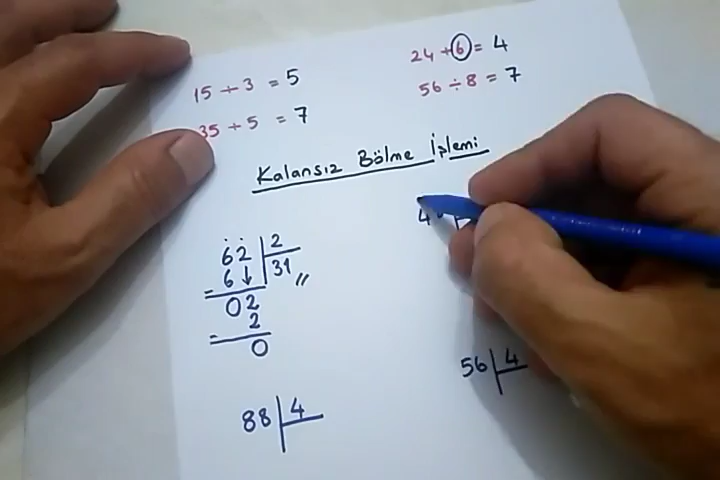 15 ÷ 3 = 5
24 ÷ 6 = 4
35 ÷ 5 = 7
56 ÷ 8 = 7
Kalansız Bölme İşlemi
62 | 2
6 31 //
02
2
0
88 | 4
56 | 4